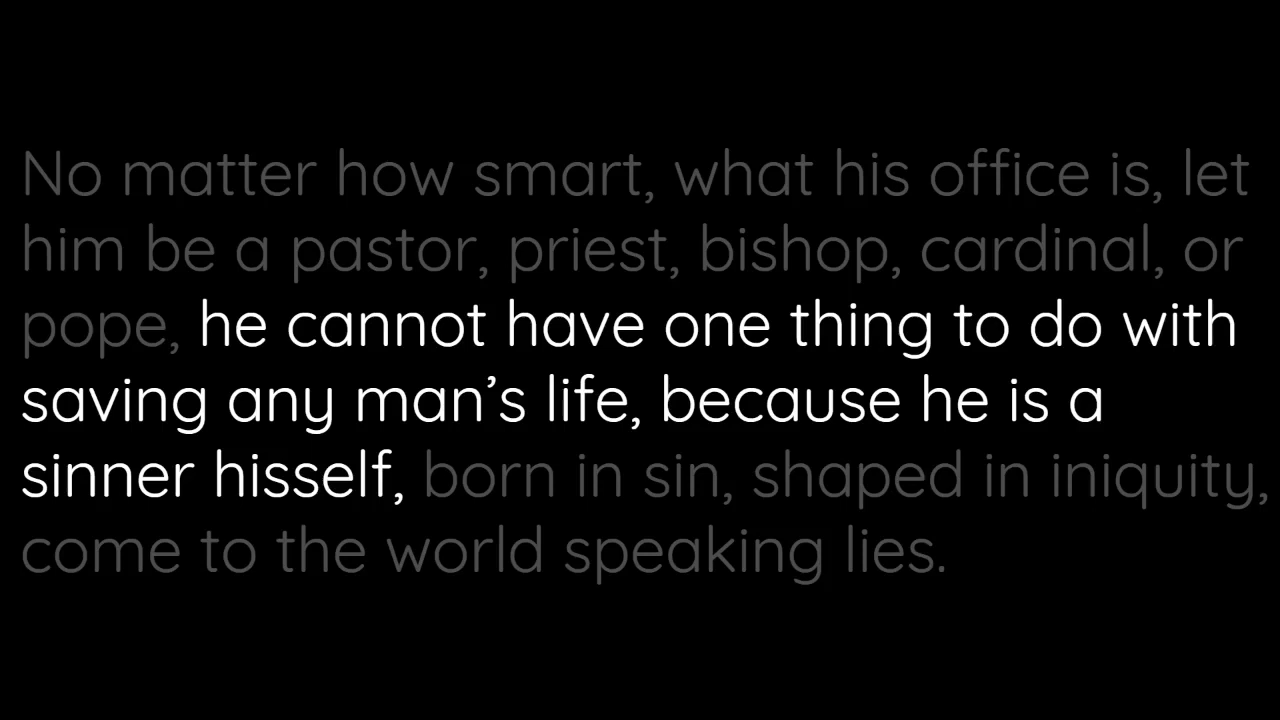 No matter how smart, what his office is, let
him be a pastor, priest, bishop, cardinal, or
pope, he cannot have one thing to do with
saving any man’s life, because he is a
sinner hisself, born in sin, shaped in iniquity,
come to the world speaking lies.